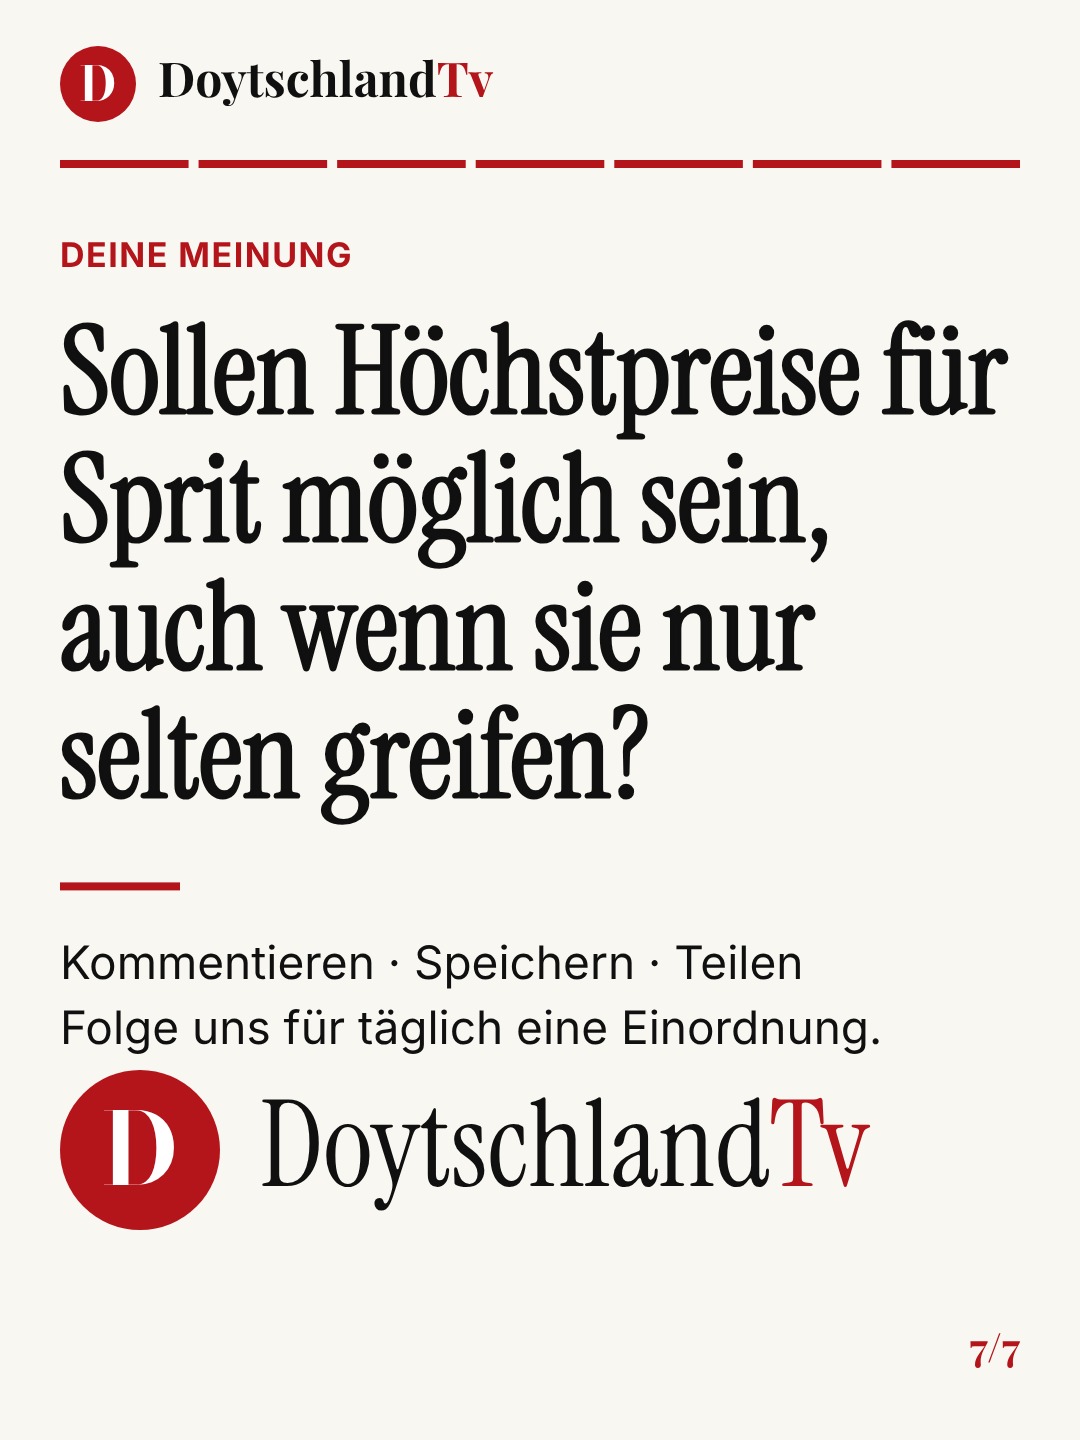 D DoytschlandTv
DEINE MEINUNG
Sollen Höchstpreise für
Sprit möglich sein,
auch wenn sie nur
selten greifen?
Kommentieren · Speichern · Teilen
Folge uns für täglich eine Einordnung.
D DoytschlandTv
7/7